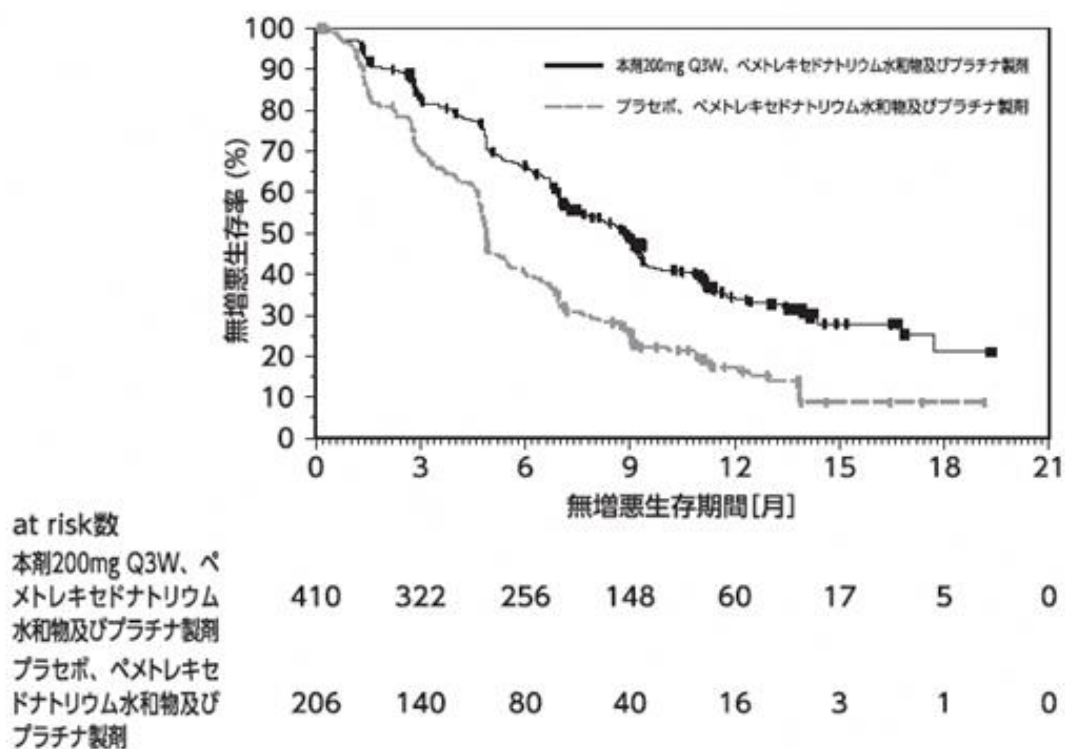 100
90
80
70
60
50
40
30
20
10
0
無増悪生存率 (%)
本剤200mg Q3W、ペメトレキセドナトリウム水和物及びプラチナ製剤
プラセボ、ペメトレキセドナトリウム水和物及びプラチナ製剤
0 3 6 9 12 15 18 21
無増悪生存期間[月]
at risk数
本剤200mg Q3W、ペ
メトレキセドナトリウム 410 322 256 148 60 17 5 0
水和物及びプラチナ製剤
プラセボ、ペメトレキセ
ドナトリウム水和物及び 206 140 80 40 16 3 1 0
プラチナ製剤